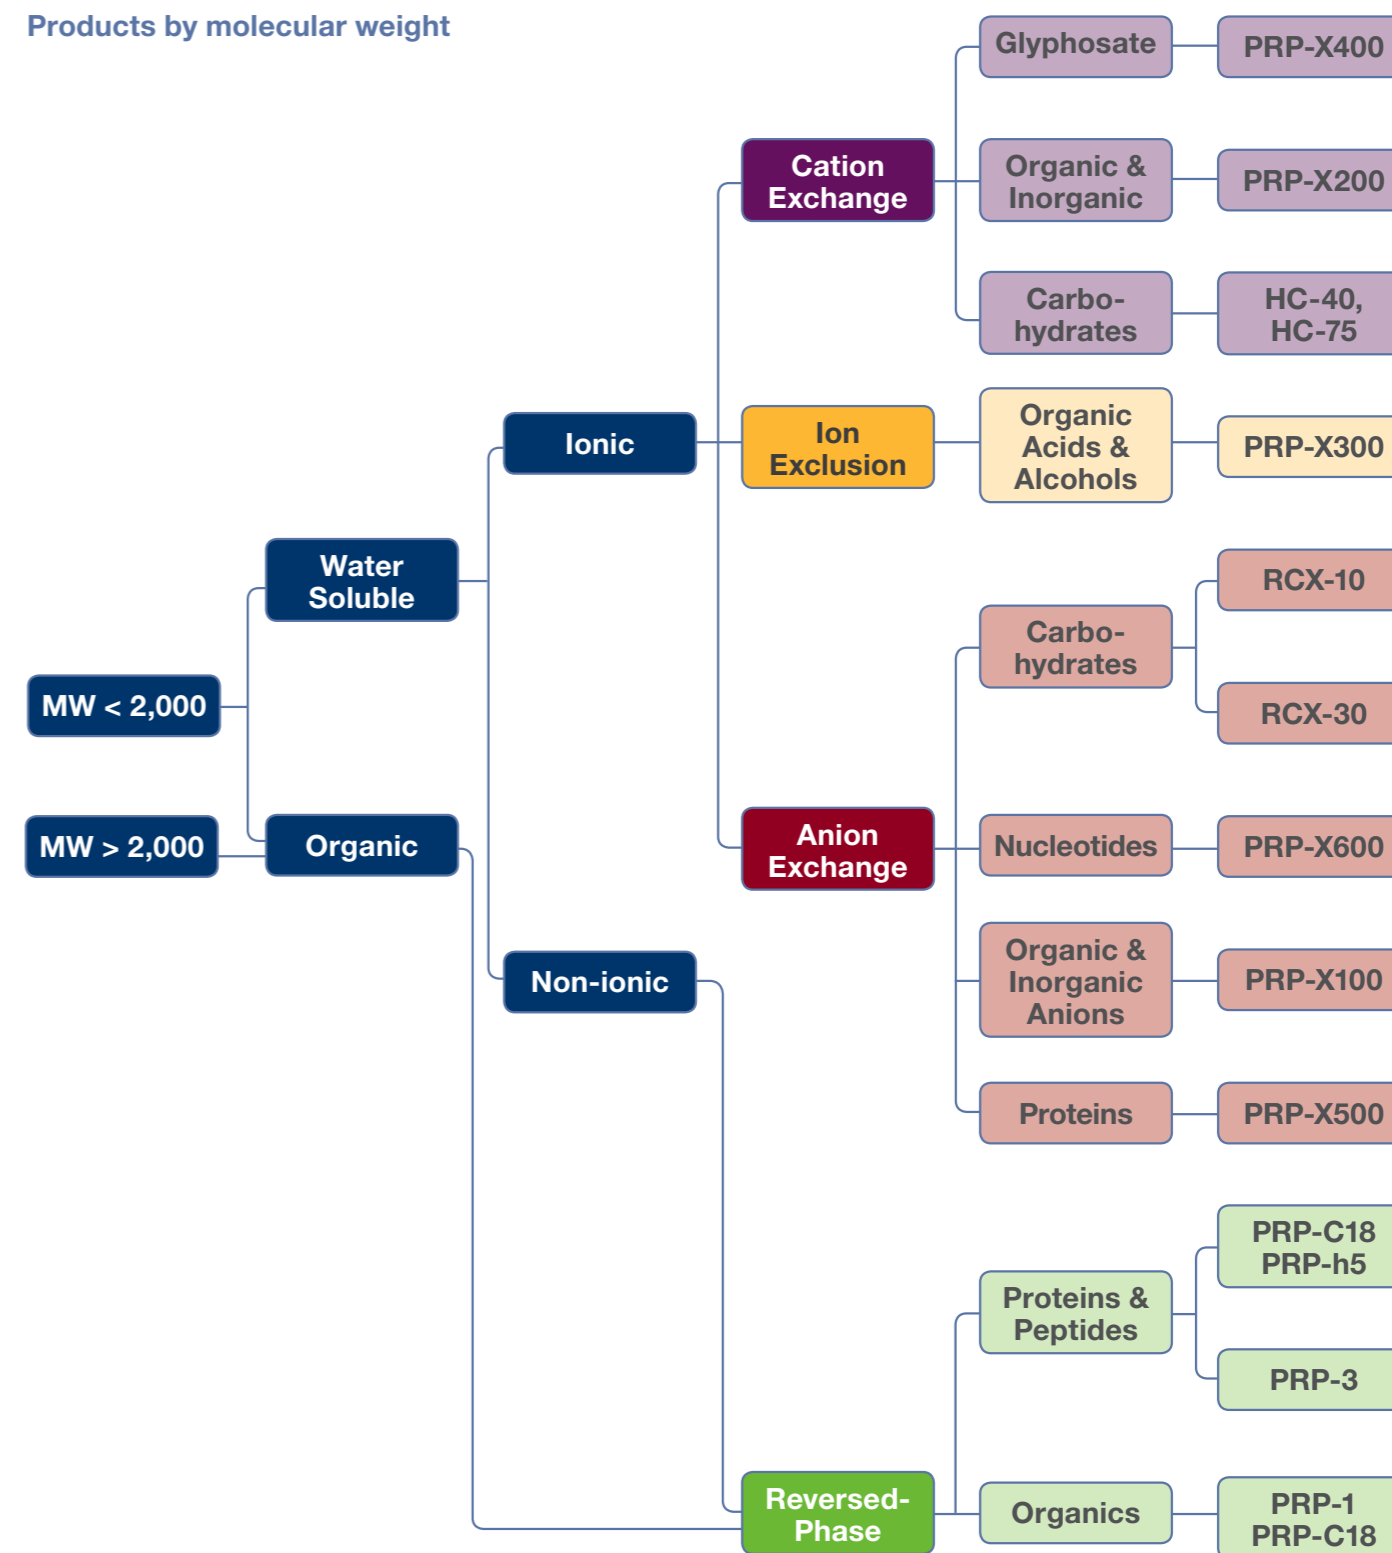 Products by molecular weight
Glyphosate
PRP-X400
Cation
Exchange
Organic &
Inorganic
PRP-X200
Carbo-
hydrates
HC-40,
HC-75
Ionic
Ion
Exclusion
Organic
Acids &
Alcohols
PRP-X300
Water
Soluble
Carbo-
hydrates
RCX-10
RCX-30
MW < 2,000
MW > 2,000
Organic
Anion
Exchange
Nucleotides
PRP-X600
Non-ionic
Organic &
Inorganic
Anions
PRP-X100
Proteins
PRP-X500
Proteins &
Peptides
PRP-C18
PRP-h5
PRP-3
Reversed-
Phase
Organics
PRP-1
PRP-C18